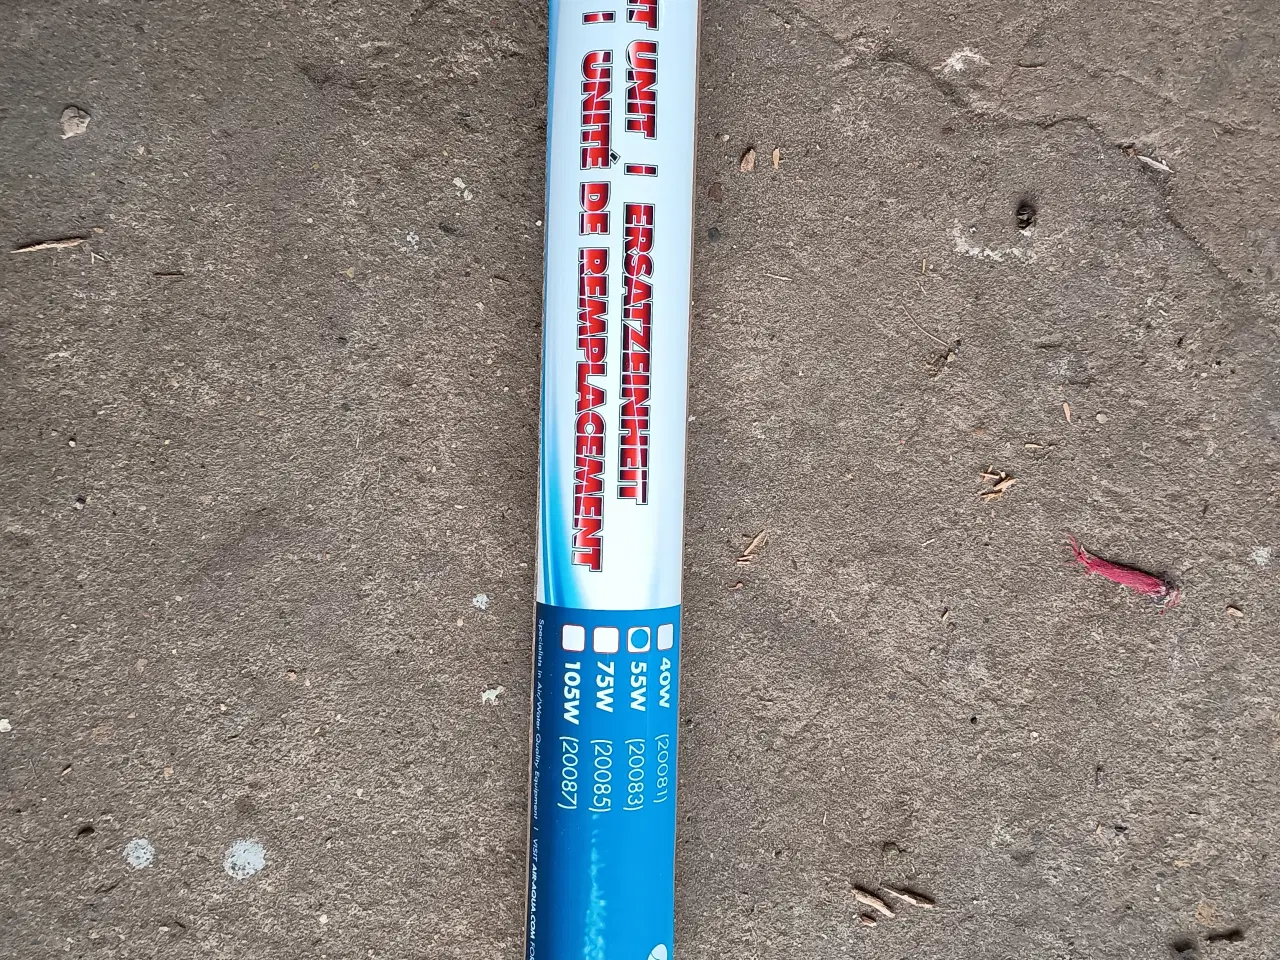 UNIT | ERSATZEINHEIT
| UNITÉ DE REMPLACEMENT
40W (20081)
55W (20083)
75W (20085)
105W (20087)
Specialists in Air/Water Quality Equipment | VISIT AIR-AQUA.COM FOR